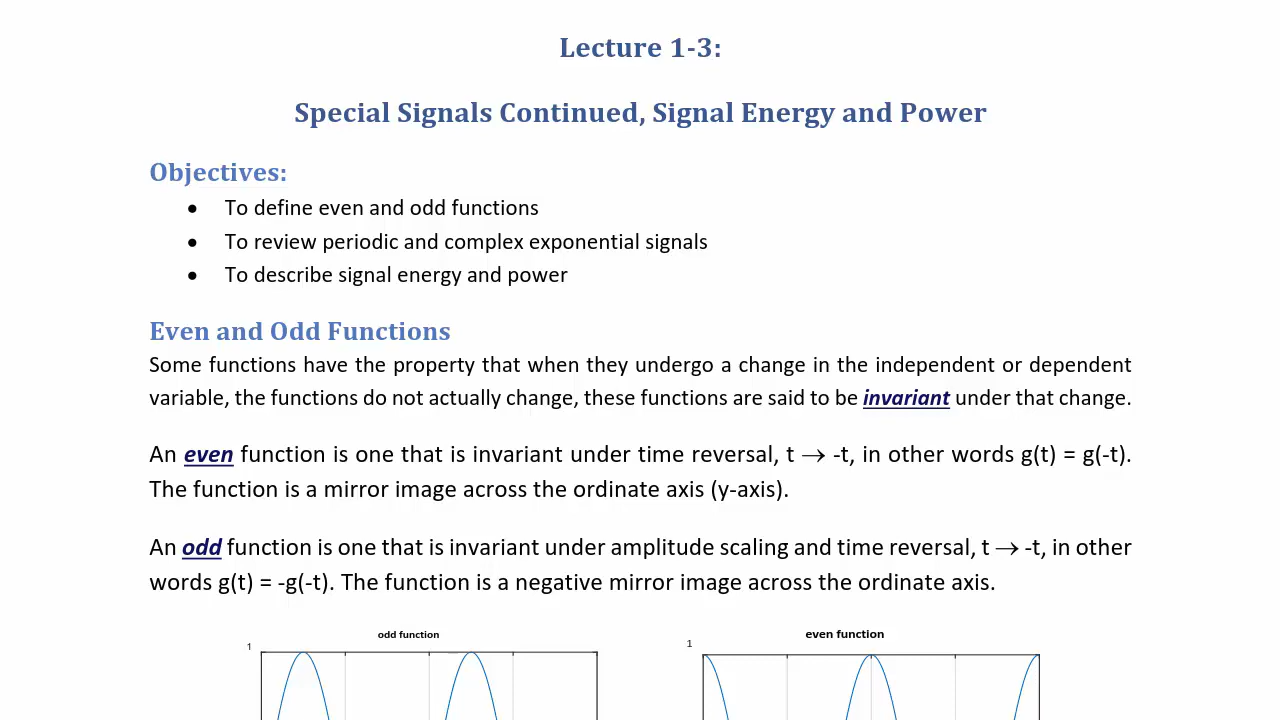 Lecture 1-3:
Special Signals Continued, Signal Energy and Power
Objectives:
• To define even and odd functions
• To review periodic and complex exponential signals
• To describe signal energy and power
Even and Odd Functions
Some functions have the property that when they undergo a change in the independent or dependent
variable, the functions do not actually change, these functions are said to be invariant under that change.
An even function is one that is invariant under time reversal, t → -t, in other words g(t) = g(-t).
The function is a mirror image across the ordinate axis (y-axis).
An odd function is one that is invariant under amplitude scaling and time reversal, t → -t, in other
words g(t) = -g(-t). The function is a negative mirror image across the ordinate axis.
odd function
1
even function
1